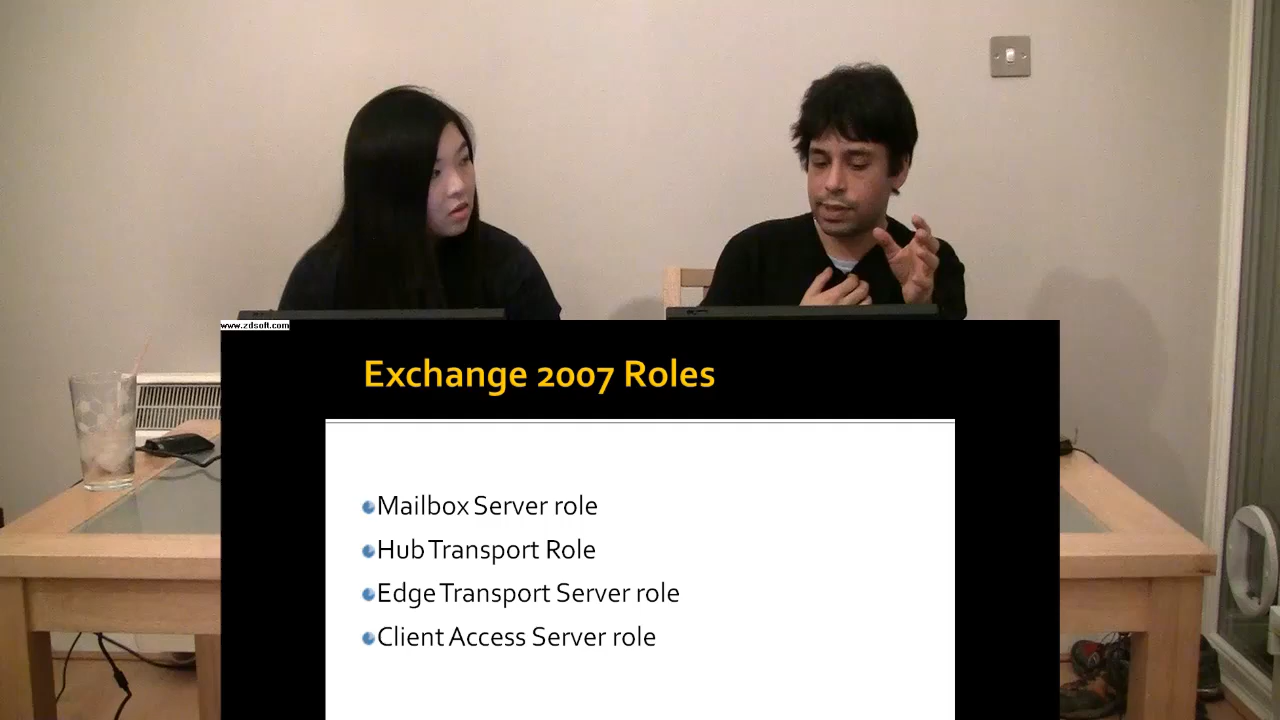 www.zdsoft.com
Exchange 2007 Roles
Mailbox Server role
Hub Transport Role
Edge Transport Server role
Client Access Server role